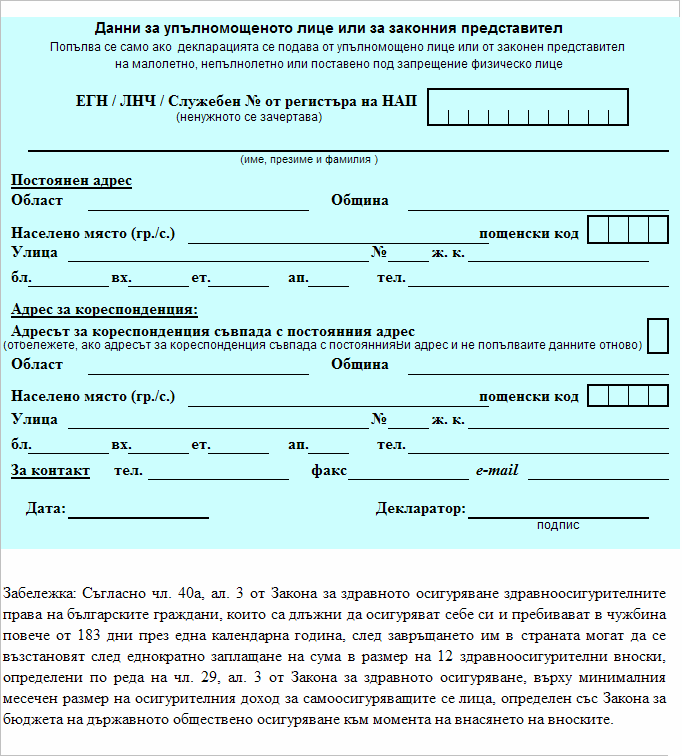 Данни за упълномощеното лице или за законния представител
Попълва се само ако декларацията се подава от упълномощено лице или от законен представител
на малолетно, непълнолетно или поставено под запрещение физическо лице
ЕГН / ЛНЧ / Служебен № от регистъра на НАП
(ненужното се зачертава)
(име, презиме и фамилия )
Постоянен адрес
Област Община
Населено място (гр./с.) пощенски код
Улица № ж. к.
бл. вх. ет. ап. тел.
Адрес за кореспонденция:
Адресът за кореспонденция съвпада с постоянния адрес
(отбележете, ако адресът за кореспонденция съвпада с постоянния Ви адрес и не попълвайте данните отново)
Област Община
Населено място (гр./с.) пощенски код
Улица № ж. к.
бл. вх. ет. ап. тел.
За контакт тел. факс e-mail
Дата: Декларатор:
подпис
Забележка: Съгласно чл. 40а, ал. 3 от Закона за здравното осигуряване здравноосигурителните
права на българските граждани, които са длъжни да осигуряват себе си и пребивават в чужбина
повече от 183 дни през една календарна година, след завръщането им в страната могат да се
възстановят след еднократно заплащане на сума в размер на 12 здравноосигурителни вноски,
определени по реда на чл. 29, ал. 3 от Закона за здравното осигуряване, върху минималния
месечен размер на осигурителния доход за самоосигуряващите се лица, определен със Закона за
бюджета на държавното обществено осигуряване към момента на внасянето на вноските.